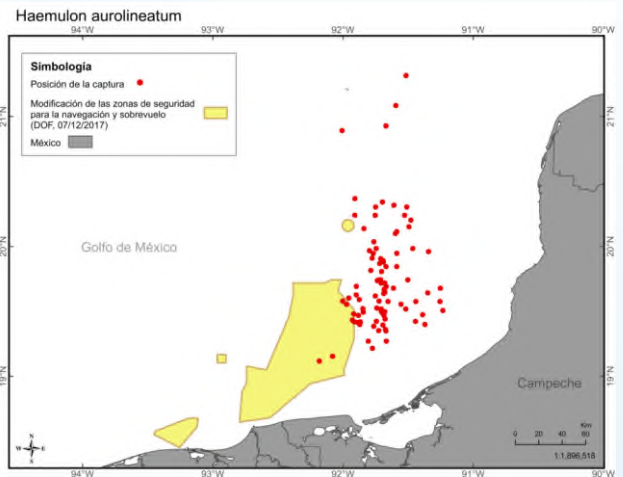 Haemulon aurolineatum
94°W 93°W 92°W 91°W 90°W
Simbología
Posición de la captura
Modificación de las zonas de seguridad
para la navegación y sobrevuelo
(DOF, 07/12/2017)
México
21°N 21°N
20°N 20°N
Golfo de México
19°N 19°N
Campeche
N
W E
S
Km
0 20 40 60
1:1,896,518
94°W 93°W 92°W 91°W 90°W